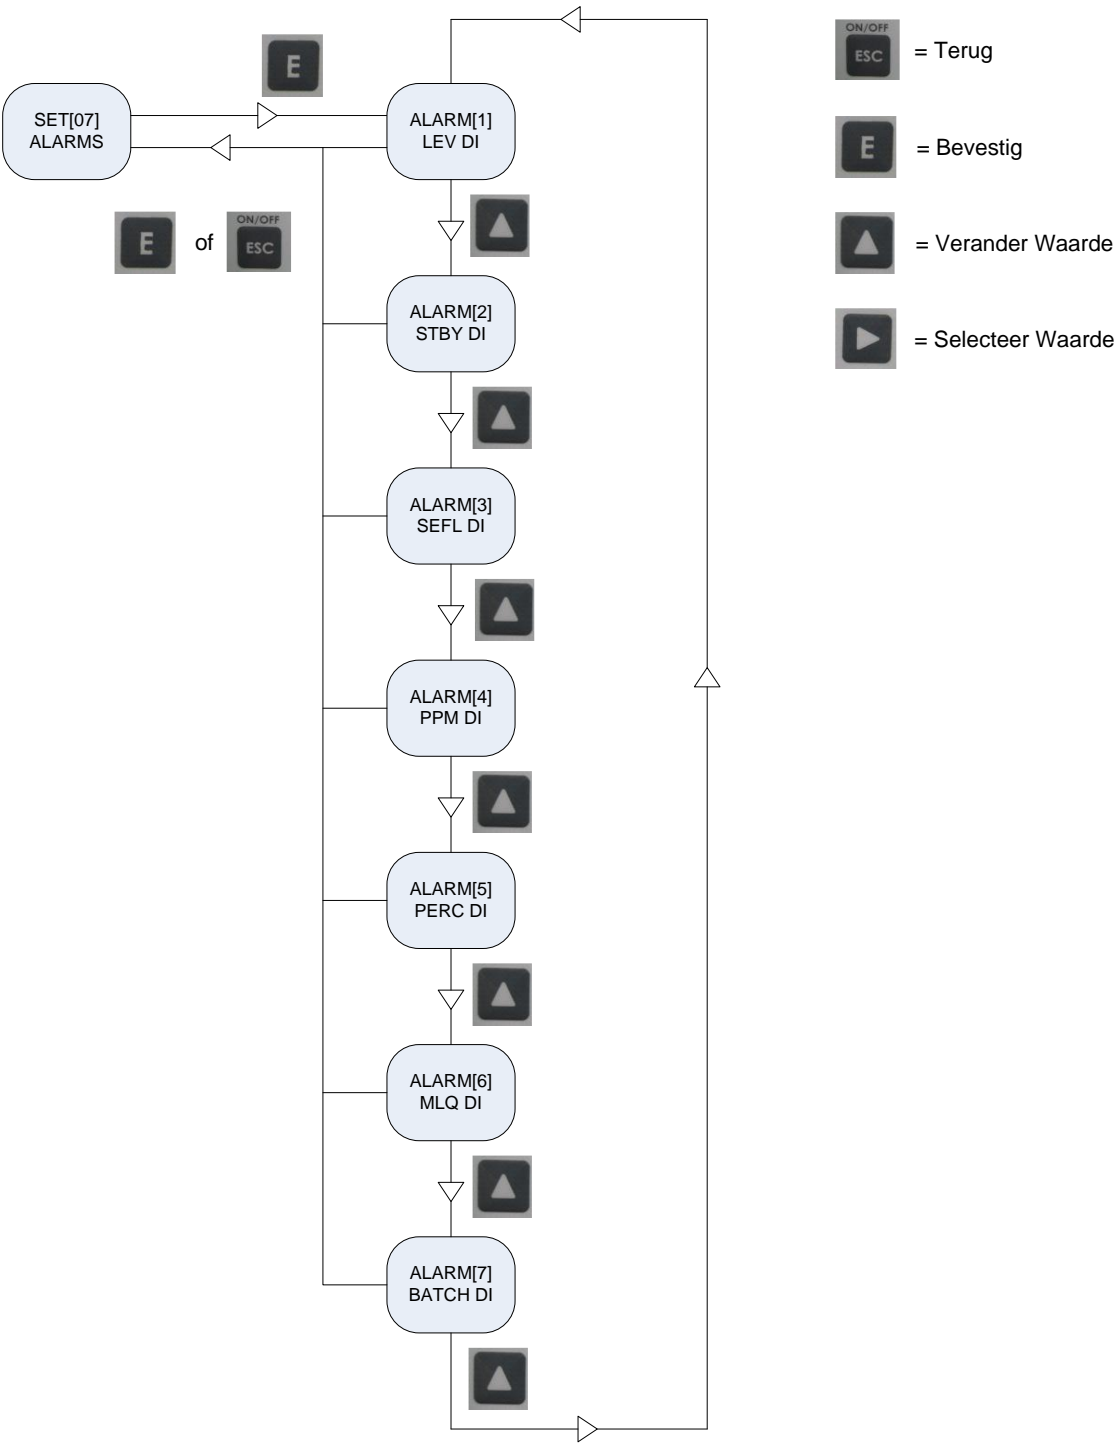 E
SET[07]
ALARMS
E
of
ON/OFF
ESC
ALARM[1]
LEV DI
ALARM[2]
STBY DI
ALARM[3]
SEFL DI
ALARM[4]
PPM DI
ALARM[5]
PERC DI
ALARM[6]
MLQ DI
ALARM[7]
BATCH DI
ON/OFF
ESC = Terug
E = Bevestig
= Verander Waarde
= Selecteer Waarde